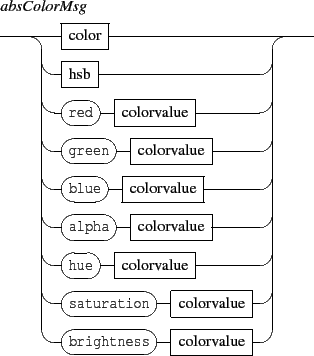 absColorMsg
color
hsb
red colorvalue
green colorvalue
blue colorvalue
alpha colorvalue
hue colorvalue
saturation colorvalue
brightness colorvalue